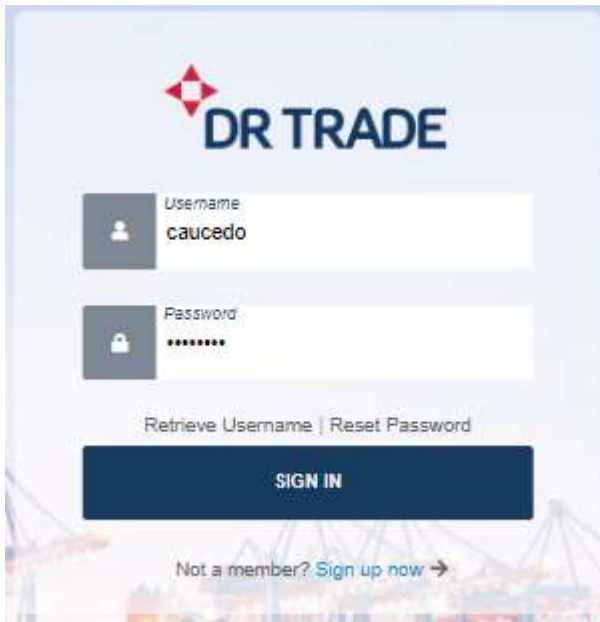 DR TRADE
Username
caucedo
Password
••••••••
Retrieve Username | Reset Password
SIGN IN
Not a member? Sign up now →